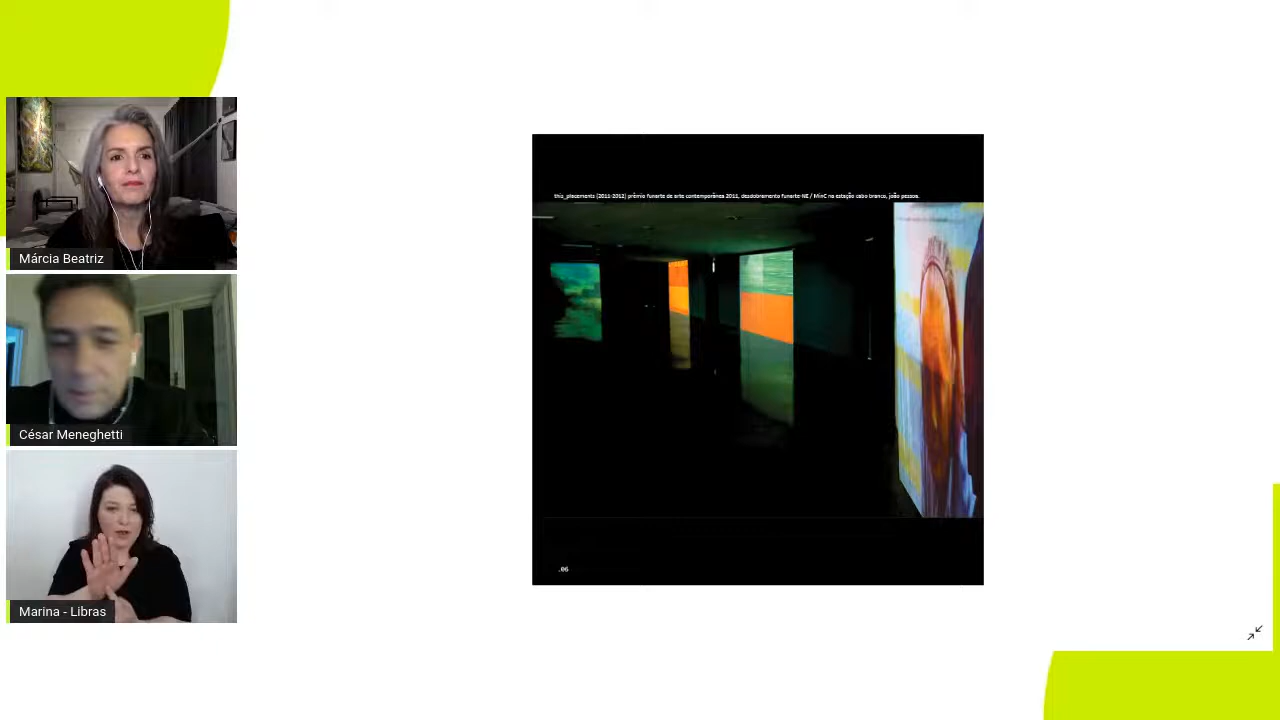 Márcia Beatriz
César Meneghetti
Marina - Libras
this_placements (2011-2012) prêmio funarte de arte contemporânea 2011, desdobramento funarte-NE / MinC na estação cabo branco, joão pessoa.
.06